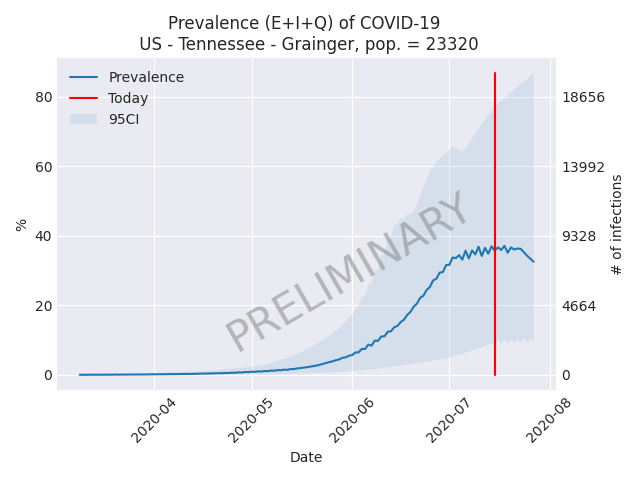 Prevalence (E+I+Q) of COVID-19
US - Tennessee - Grainger, pop. = 23320
Prevalence
Today
95CI
PRELIMINARY
80
60
40
20
0
%
18656
13992
9328
4664
0
# of infections
2020-04
2020-05
2020-06
2020-07
2020-08
Date